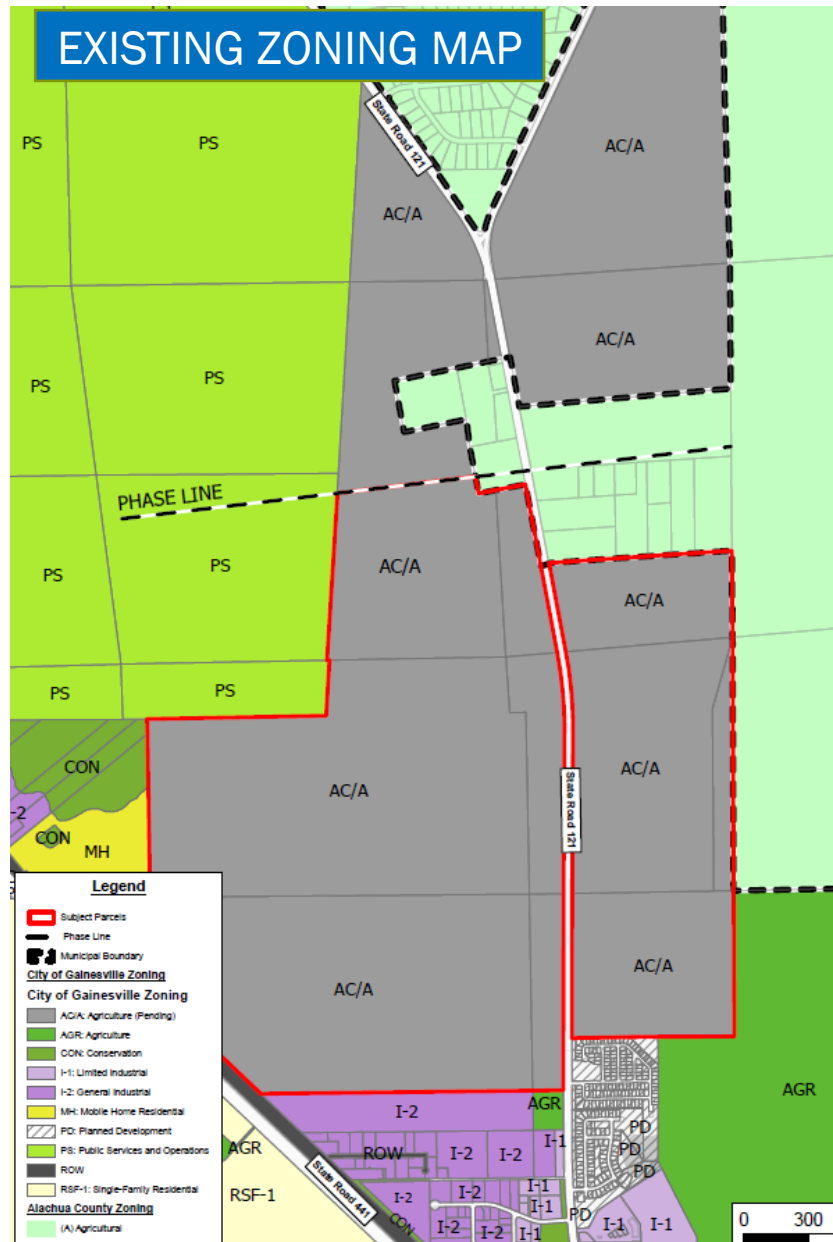 EXISTING ZONING MAP
State Road 121
PS
PS
AC/A
AC/A
AC/A
PS
PS
PHASE LINE
AC/A
PS
PS
AC/A
PS
PS
CON
AC/A
AC/A
State Road 121
I-2
CON
MH
Legend
Subject Parcels
Phase Line
Municipal Boundary
City of Gainesville Zoning
City of Gainesville Zoning
AC/A: Agriculture (Pending)
AGR: Agriculture
CON: Conservation
I-1: Limited Industrial
I-2: General Industrial
MH: Mobile Home Residential
PD: Planned Development
PS: Public Services and Operations
ROW
RSF-1: Single-Family Residential
Alachua County Zoning
(A) Agricultural
AC/A
AC/A
I-2
AGR
AGR
PD
PD
PD
AGR
ROW
I-2
I-2
I-1
RSF-1
State Road 441
I-2
I-2
I-1
I-1
CON
I-2
I-2
I-1
PD
I-1
I-1
0 300